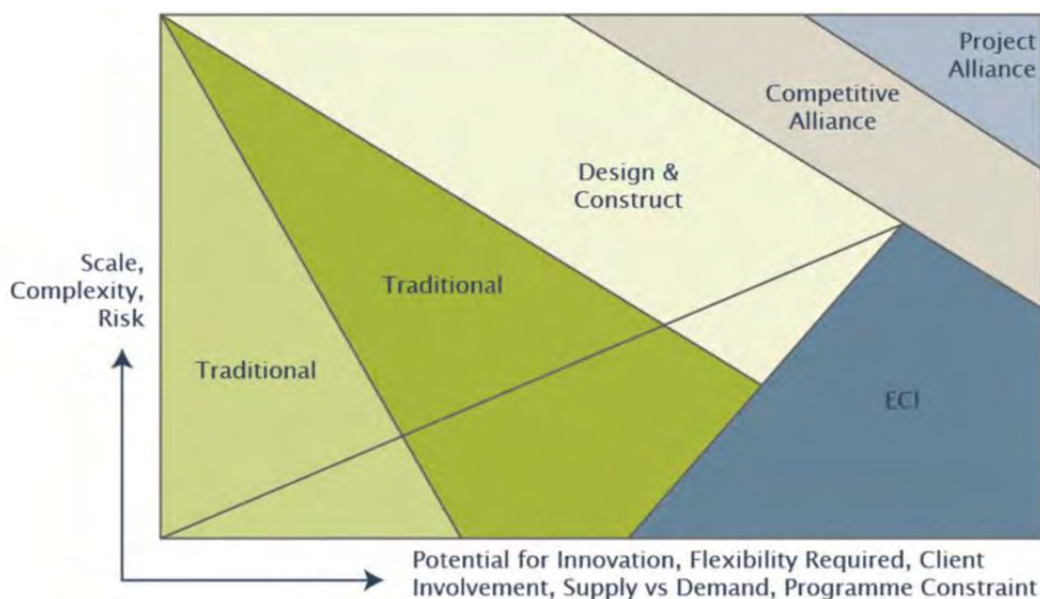 Project
Alliance
Competitive
Alliance
Design &
Construct
Scale,
Complexity,
Risk
Traditional
Traditional
ECI
Potential for Innovation, Flexibility Required, Client
Involvement, Supply vs Demand, Programme Constraint